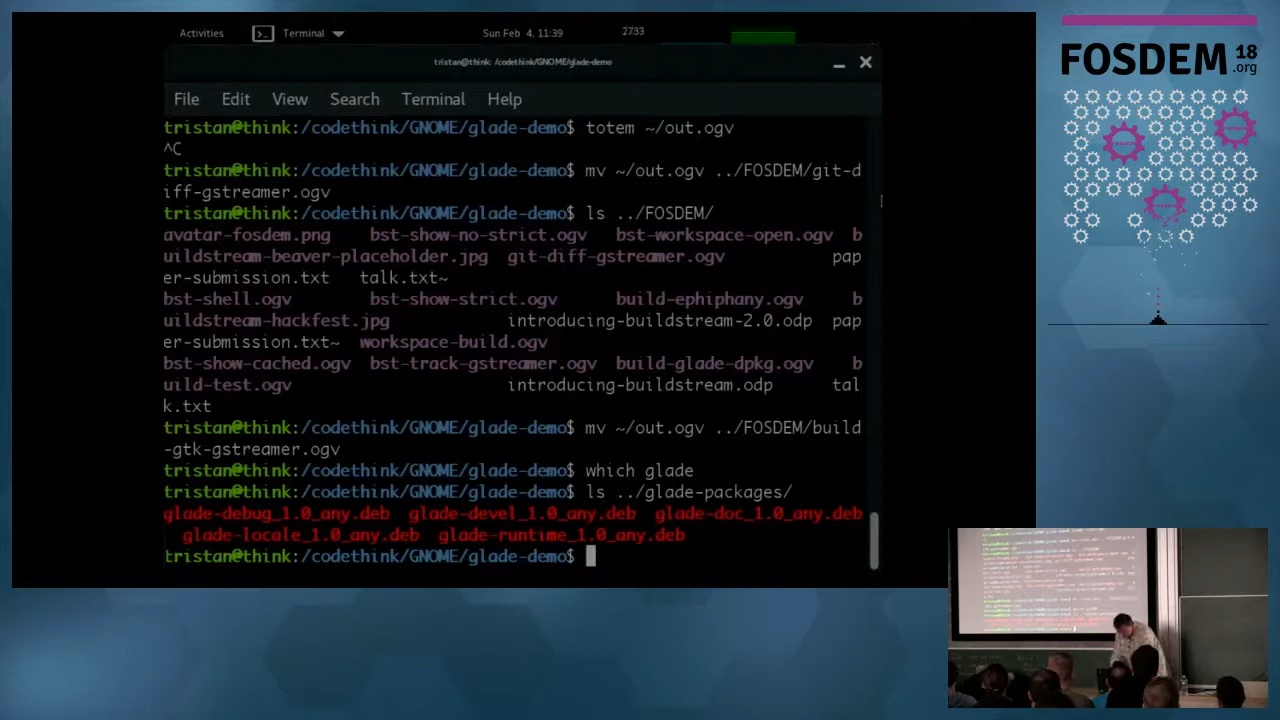 Activities Terminal Sun Feb 4, 11:39 2733
tristan@think: /codethink/GNOME/glade-demo
File Edit View Search Terminal Help
tristan@think:/codethink/GNOME/glade-demo$ totem ~/out.ogv
^C
tristan@think:/codethink/GNOME/glade-demo$ mv ~/out.ogv ../FOSDEM/git-d
iff-gstreamer.ogv
tristan@think:/codethink/GNOME/glade-demo$ ls ../FOSDEM/
avatar-fosdem.png bst-show-no-strict.ogv bst-workspace-open.ogv b
uildstream-beaver-placeholder.jpg git-diff-gstreamer.ogv pap
er-submission.txt talk.txt~
bst-shell.ogv bst-show-strict.ogv build-ephiphany.ogv b
uildstream-hackfest.jpg introducing-buildstream-2.0.odp pap
er-submission.txt~ workspace-build.ogv
bst-show-cached.ogv bst-track-gstreamer.ogv build-glade-dpkg.ogv b
uild-test.ogv introducing-buildstream.odp tal
k.txt
tristan@think:/codethink/GNOME/glade-demo$ mv ~/out.ogv ../FOSDEM/build
-gtk-gstreamer.ogv
tristan@think:/codethink/GNOME/glade-demo$ which glade
tristan@think:/codethink/GNOME/glade-demo$ ls ../glade-packages/
glade-debug_1.0_any.deb glade-devel_1.0_any.deb glade-doc_1.0_any.deb
glade-locale_1.0_any.deb glade-runtime_1.0_any.deb
tristan@think:/codethink/GNOME/glade-demo$
FOSDEM 18
.org